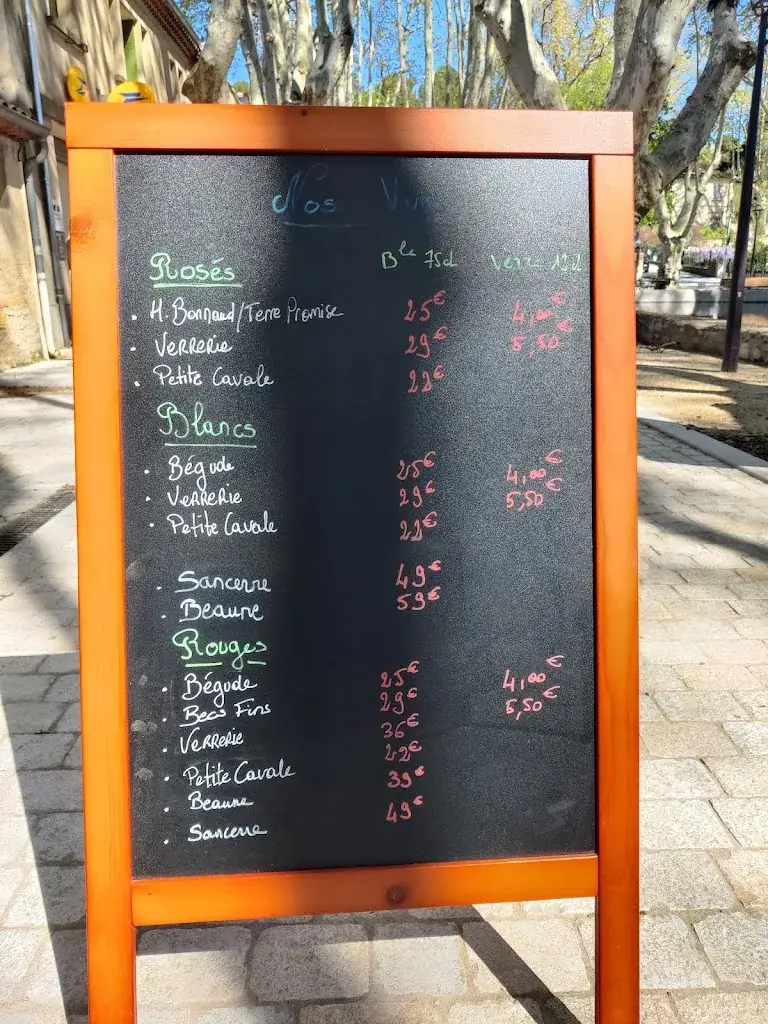 Nos Vins
Rosés Ble 75cl Verre 12cl
. H. Bonnaud/Terre Promise 25€ 4,00€
. VERRERIE 29€ 5,50€
. Petite Cavale 22€
Blancs
. Bégude 25€ 4,00€
. VERRERIE 29€ 5,50€
. Petite Cavale 22€
. Sancerre 49€
. Beaune 59€
Rouges
. Bégude 25€ 4,00€
. Becs Fins 29€ 5,50€
. VERRERIE 36€
. Petite Cavale 22€
. Beaune 39€
. Sancerre 49€